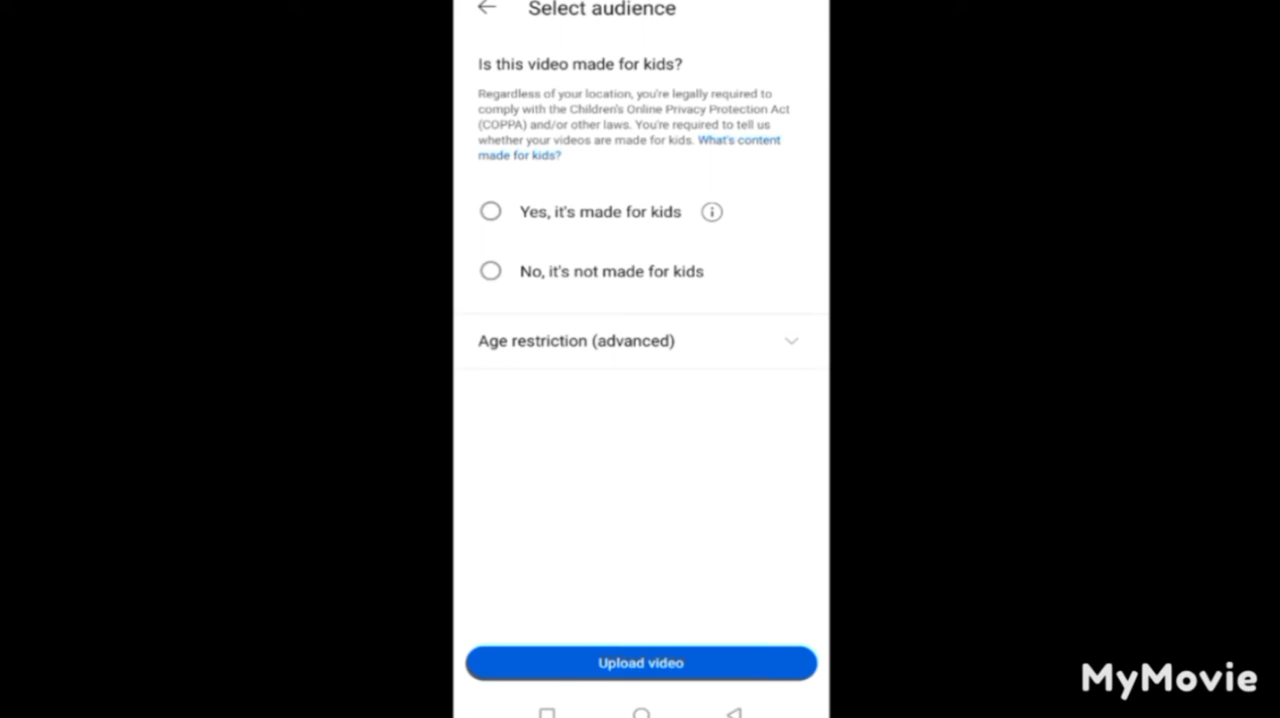 Select audience
Is this video made for kids?
Regardless of your location, you're legally required to
comply with the Children's Online Privacy Protection Act
(COPPA) and/or other laws. You're required to tell us
whether your videos are made for kids. What's content
made for kids?
Yes, it's made for kids
No, it's not made for kids
Age restriction (advanced)
Upload video
MyMovie